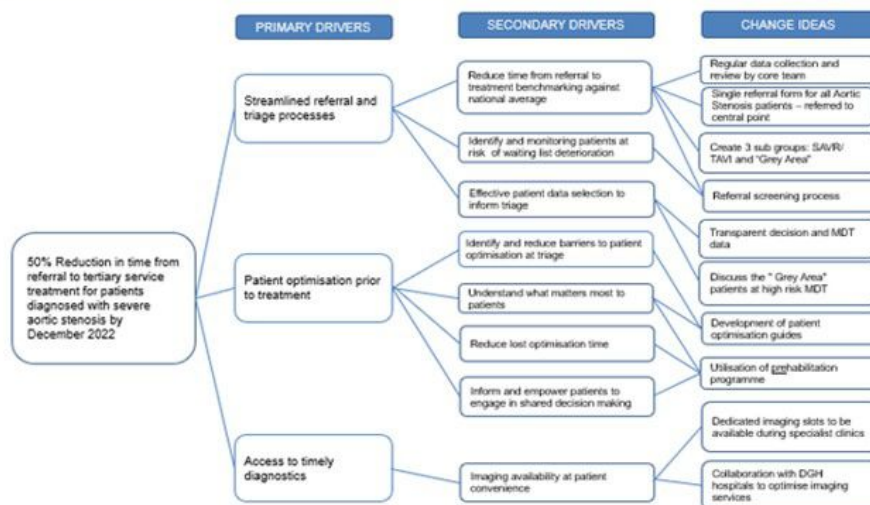 PRIMARY DRIVERS
SECONDARY DRIVERS
CHANGE IDEAS
50% Reduction in time from
referral to tertiary service
treatment for patients
diagnosed with severe
aortic stenosis by
December 2022
Streamlined referral and
triage processes
Patient optimisation prior
to treatment
Access to timely
diagnostics
Reduce time from referral to
treatment benchmarking against
national average
Identify and monitoring patients at
risk of waiting list deterioration
Effective patient data selection to
inform triage
Identify and reduce barriers to patient
optimisation at triage
Understand what matters most to
patients
Reduce lost optimisation time
Inform and empower patients to
engage in shared decision making
Imaging availability at patient
convenience
Regular data collection and
review by core team
Single referral form for all Aortic
Stenosis patients – referred to
central point
Create 3 sub groups: SAVR/
TAVI and "Grey Area"
Referral screening process
Transparent decision and MDT
data
Discuss the " Grey Area"
patients at high risk MDT
Development of patient
optimisation guides
Utilisation of prehabilitation
programme
Dedicated imaging slots to be
available during specialist clinics
Collaboration with DGH
hospitals to optimise imaging
services